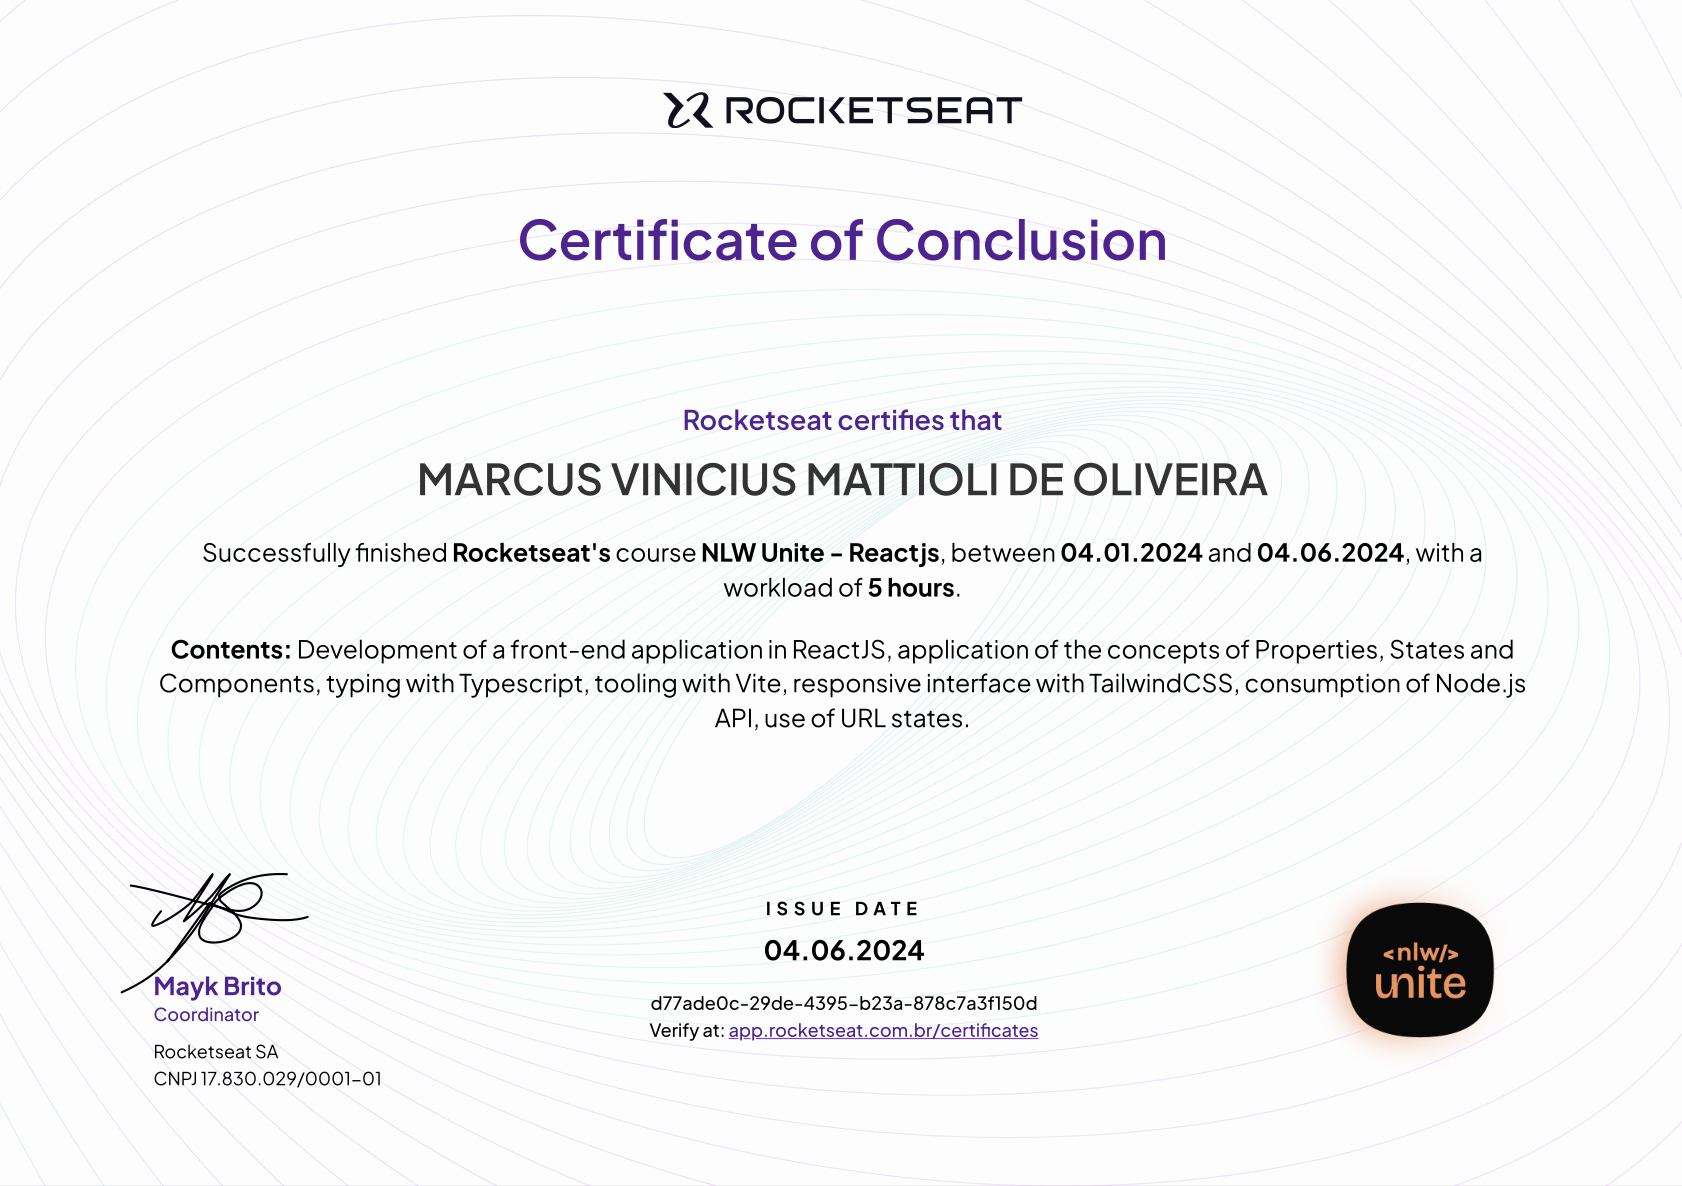 ROCKETSEAT
Certificate of Conclusion
Rocketseat certifies that
MARCUS VINICIUS MATTIOLI DE OLIVEIRA
Successfully finished Rocketseat's course NLW Unite - Reactjs, between 04.01.2024 and 04.06.2024, with a
workload of 5 hours.
Contents: Development of a front-end application in ReactJS, application of the concepts of Properties, States and
Components, typing with Typescript, tooling with Vite, responsive interface with TailwindCSS, consumption of Node.js
API, use of URL states.
Mayk Brito
Coordinator
Rocketseat SA
CNPJ 17.830.029/0001-01
ISSUE DATE
04.06.2024
d77ade0c-29de-4395-b23a-878c7a3f150d
Verify at: app.rocketseat.com.br/certificates
<nlw/>
unite